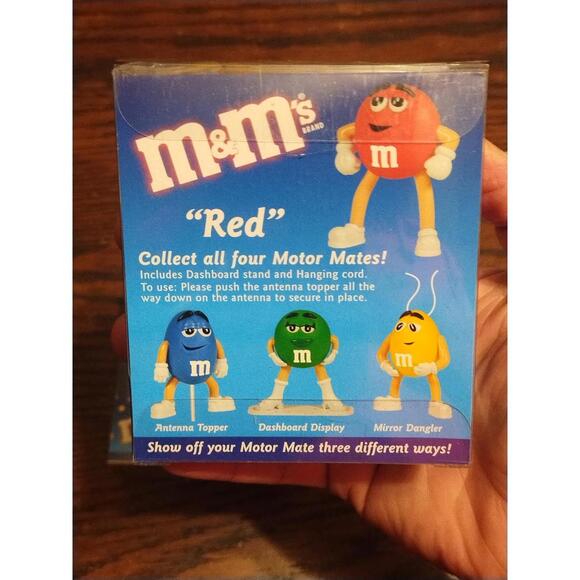 m&m's
®
BRAND
m
"Red"
Collect all four Motor Mates!
Includes Dashboard stand and Hanging cord.
To use: Please push the antenna topper all the
way down on the antenna to secure in place.
m
m
m
Antenna Topper
Dashboard Display
Mirror Dangler
Show off your Motor Mate three different ways!